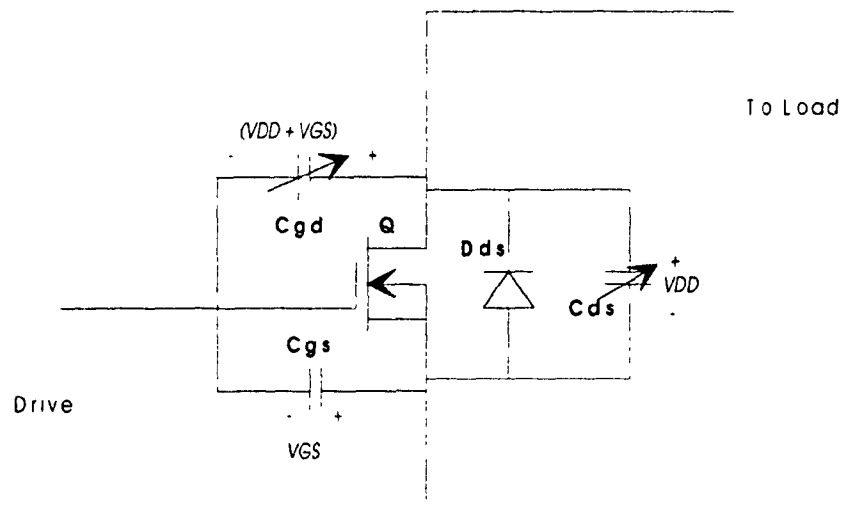 To Load
(VDD + VGS)
- +
Cgd
Q
Dds
+
VDD
-
Cds
Cgs
Drive
- +
VGS